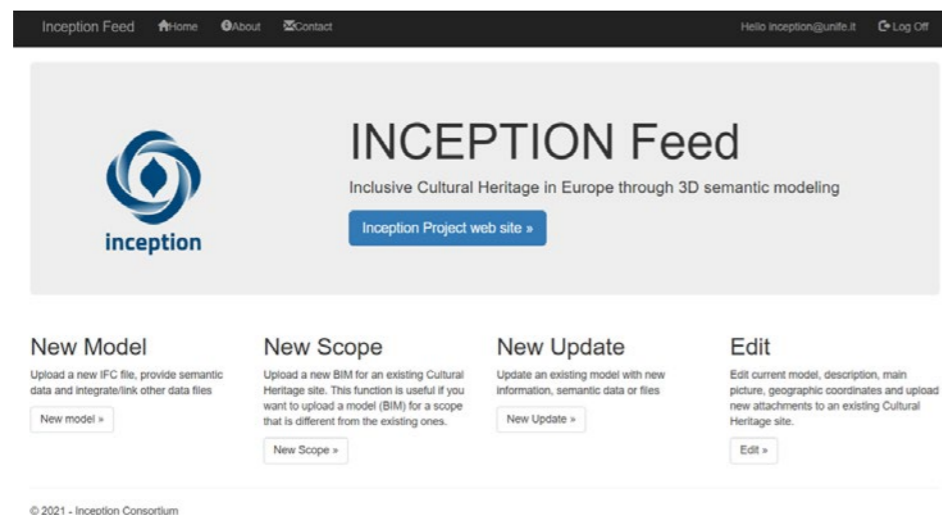 Inception Feed Home About Contact Hello inception@unife.it Log Off
INCEPTION Feed
Inclusive Cultural Heritage in Europe through 3D semantic modeling
Inception Project web site »
inception
New Model
Upload a new IFC file, provide semantic
data and integrate/link other data files
New model »
New Scope
Upload a new BIM for an existing Cultural
Heritage site. This function is useful if you
want to upload a model (BIM) for a scope
that is different from the existing ones.
New Scope »
New Update
Update an existing model with new
information, semantic data or files
New Update »
Edit
Edit current model, description, main
picture, geographic coordinates and upload
new attachments to an existing Cultural
Heritage site.
Edit »
© 2021 - Inception Consortium